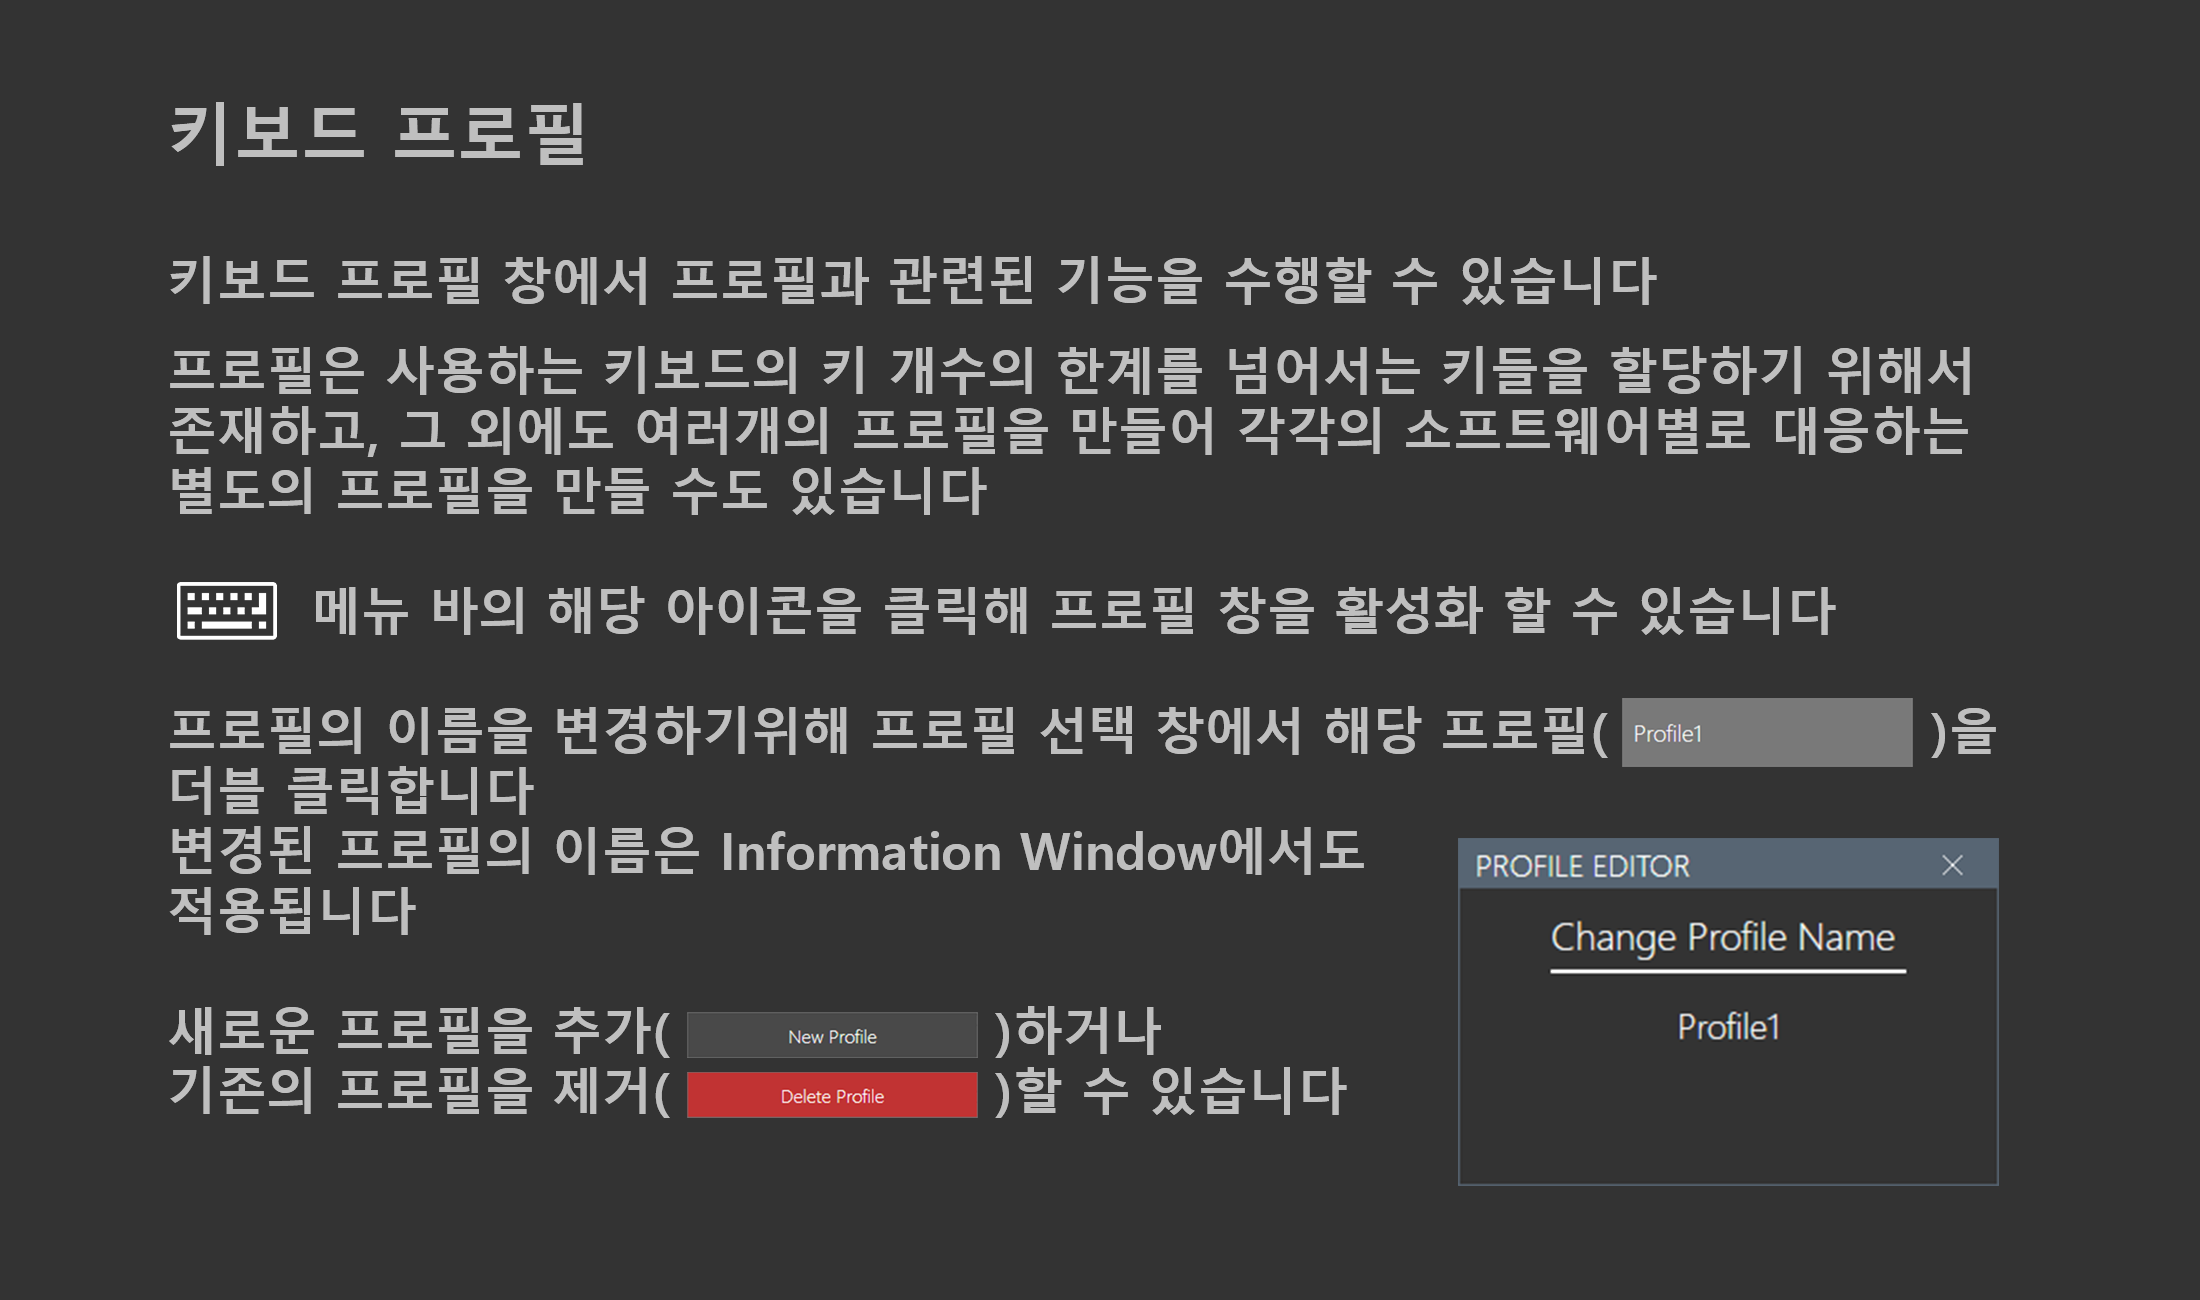 키보드 프로필
키보드 프로필 창에서 프로필과 관련된 기능을 수행할 수 있습니다
프로필은 사용하는 키보드의 키 개수의 한계를 넘어서는 키들을 할당하기 위해서
존재하고, 그 외에도 여러개의 프로필을 만들어 각각의 소프트웨어별로 대응하는
별도의 프로필을 만들 수도 있습니다
메뉴 바의 해당 아이콘을 클릭해 프로필 창을 활성화 할 수 있습니다
프로필의 이름을 변경하기위해 프로필 선택 창에서 해당 프로필( Profile1 )을
더블 클릭합니다
변경된 프로필의 이름은 Information Window에서도
적용됩니다
새로운 프로필을 추가( New Profile )하거나
기존의 프로필을 제거( Delete Profile )할 수 있습니다
PROFILE EDITOR
Change Profile Name
Profile1